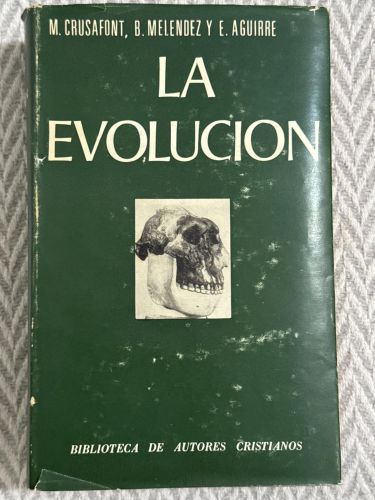 M. CRUSAFONT, B. MELENDEZ Y E. AGUIRRE
LA
EVOLUCION
BIBLIOTECA DE AUTORES CRISTIANOS